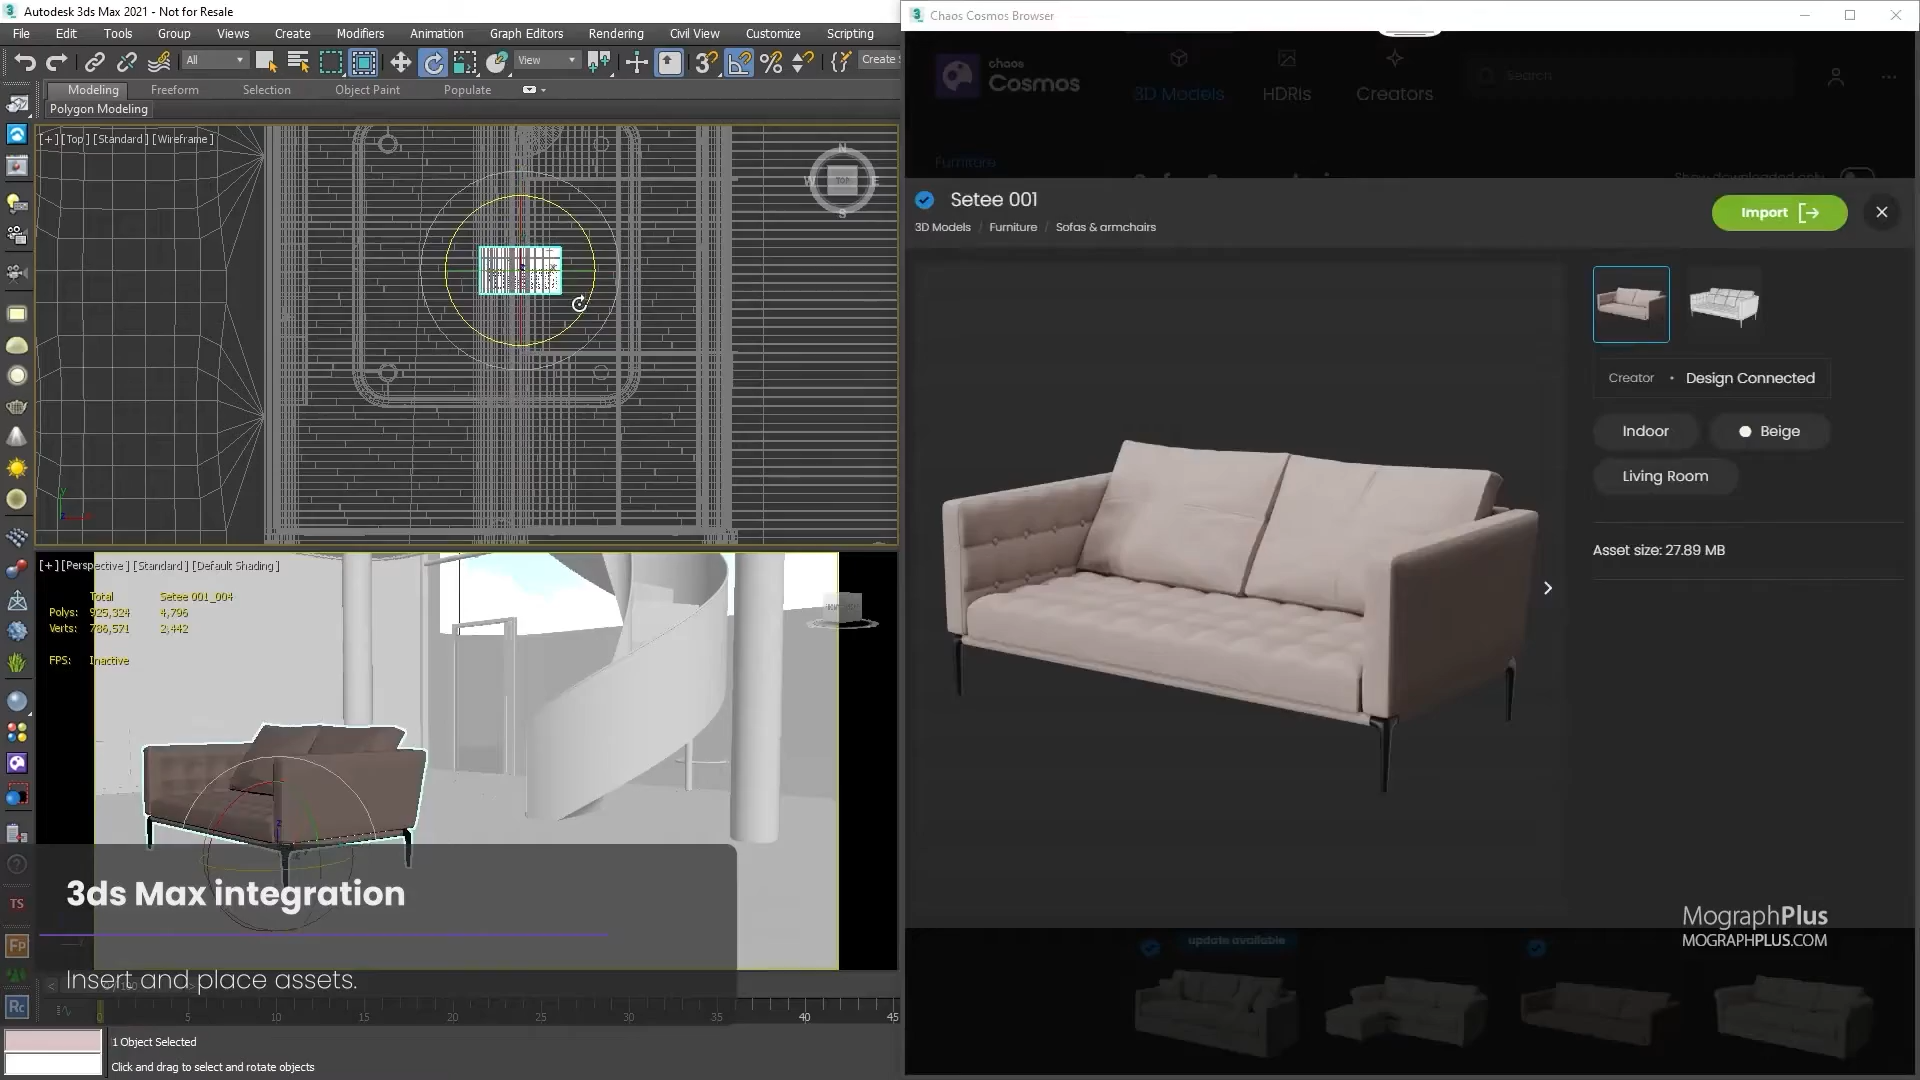 Autodesk 3ds Max 2021 - Not for Resale
File Edit Tools Group Views Create Modifiers Animation Graph Editors Rendering Civil View Customize Scripting
All
View
Create
Modeling Freeform Selection Object Paint Populate
Polygon Modeling
[+] [Top] [Standard] [Wireframe]
N
W TOP E
S
y
[+] [Perspective] [Standard] [Default Shading]
Total Setee 001_004
Polys: 925,324 4,796
Verts: 786,571 2,442
FPS: Inactive
3ds Max integration
Insert and place assets.
TS
Fp
Rc
0 5 10 15 20 25 30 35 40 45
1 Object Selected
Click and drag to select and rotate objects
Chaos Cosmos Browser
chaos
Cosmos
3D Models HDRIs Creators
Search
Furniture
Show downloaded only
Setee 001
3D Models / Furniture / Sofas & armchairs
Import
Creator • Design Connected
Indoor
Beige
Living Room
Asset size: 27.89 MB
update available
MographPlus
MOGRAPHPLUS.COM